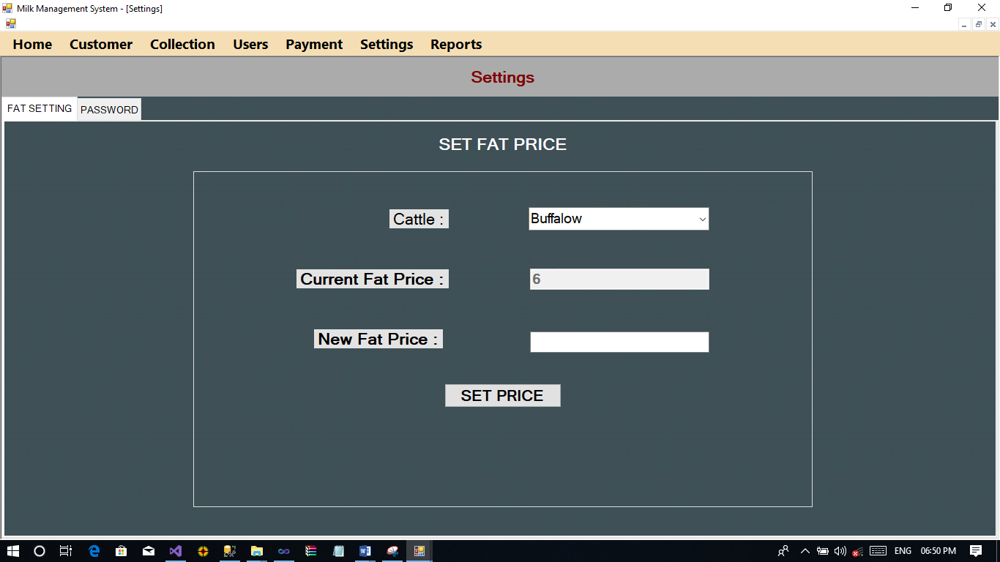 Milk Management System - [Settings]
Home Customer Collection Users Payment Settings Reports
Settings
FAT SETTING PASSWORD
SET FAT PRICE
Cattle : Buffalow
Current Fat Price : 6
New Fat Price :
SET PRICE
ENG 06:50 PM